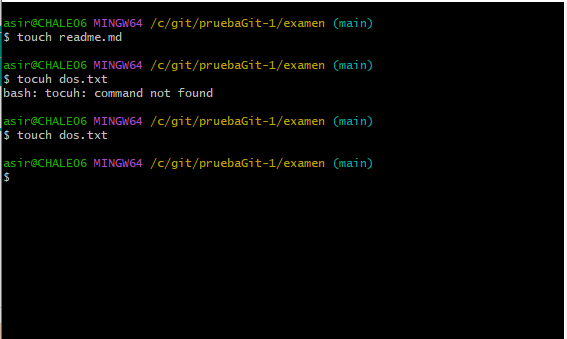 asir@CHALE06 MINGW64 /c/git/pruebaGit-1/examen (main)
$ touch readme.md
asir@CHALE06 MINGW64 /c/git/pruebaGit-1/examen (main)
$ tocuh dos.txt
bash: tocuh: command not found
asir@CHALE06 MINGW64 /c/git/pruebaGit-1/examen (main)
$ touch dos.txt
asir@CHALE06 MINGW64 /c/git/pruebaGit-1/examen (main)
$